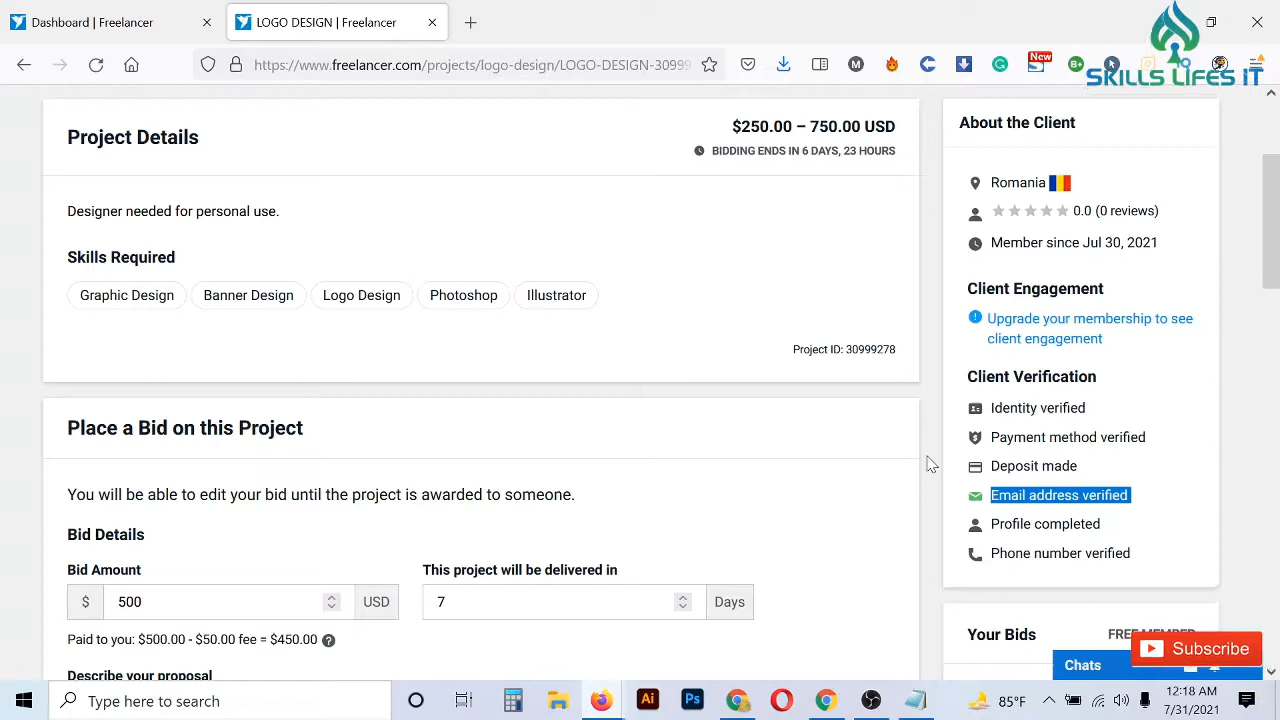 Dashboard | Freelancer
LOGO DESIGN | Freelancer
SKILLS LIFES IT
https://www.freelancer.com/projects/logo-design/LOGO-DESIGN-30999
New
Project Details
$250.00 – 750.00 USD
BIDDING ENDS IN 6 DAYS, 23 HOURS
Designer needed for personal use.
Skills Required
Graphic Design
Banner Design
Logo Design
Photoshop
Illustrator
Project ID: 30999278
Place a Bid on this Project
You will be able to edit your bid until the project is awarded to someone.
Bid Details
Bid Amount
This project will be delivered in
$ 500 USD
7 Days
Paid to you: $500.00 - $50.00 fee = $450.00
Describe your proposal
About the Client
Romania
0.0 (0 reviews)
Member since Jul 30, 2021
Client Engagement
Upgrade your membership to see
client engagement
Client Verification
Identity verified
Payment method verified
Deposit made
Email address verified
Profile completed
Phone number verified
Your Bids
FREE MEMBER
Subscribe
Chats
Type here to search
Ai
Ps
85°F
12:18 AM
7/31/2021